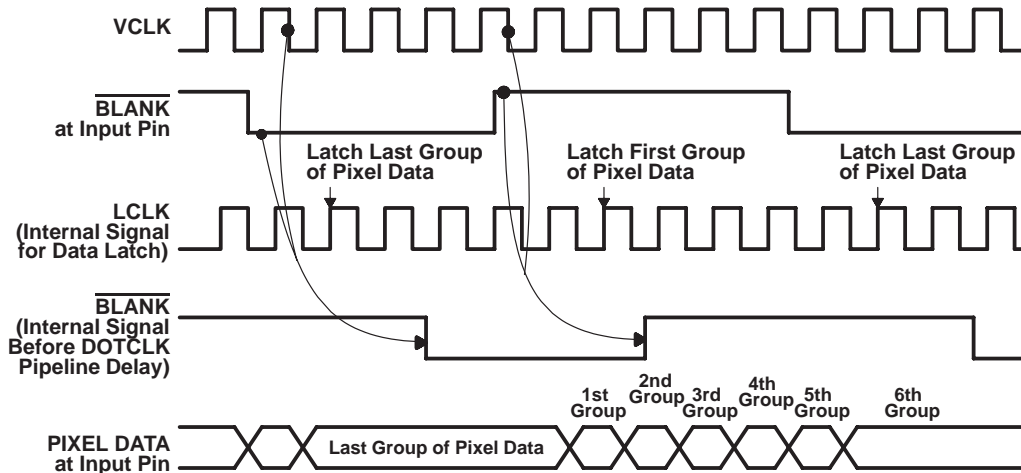 VCLK
BLANK
at Input Pin
Latch Last Group
of Pixel Data
Latch First Group
of Pixel Data
Latch Last Group
of Pixel Data
LCLK
(Internal Signal
for Data Latch)
BLANK
(Internal Signal
Before DOTCLK
Pipeline Delay)
1st
Group
2nd
Group
3rd
Group
4th
Group
5th
Group
6th
Group
PIXEL DATA
at Input Pin
Last Group of Pixel Data